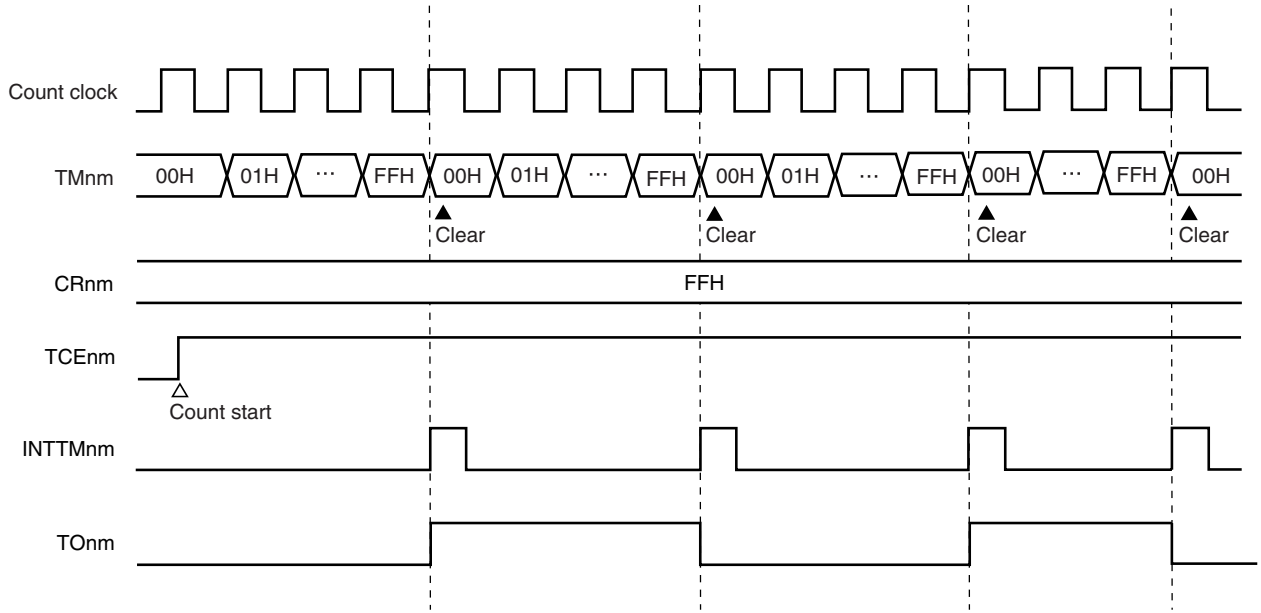 Count clock
TMnm 00H 01H ··· FFH 00H 01H ··· FFH 00H 01H ··· FFH 00H ··· FFH 00H
Clear Clear Clear Clear
CRnm FFH
TCEnm
Count start
INTTMnm
TOnm